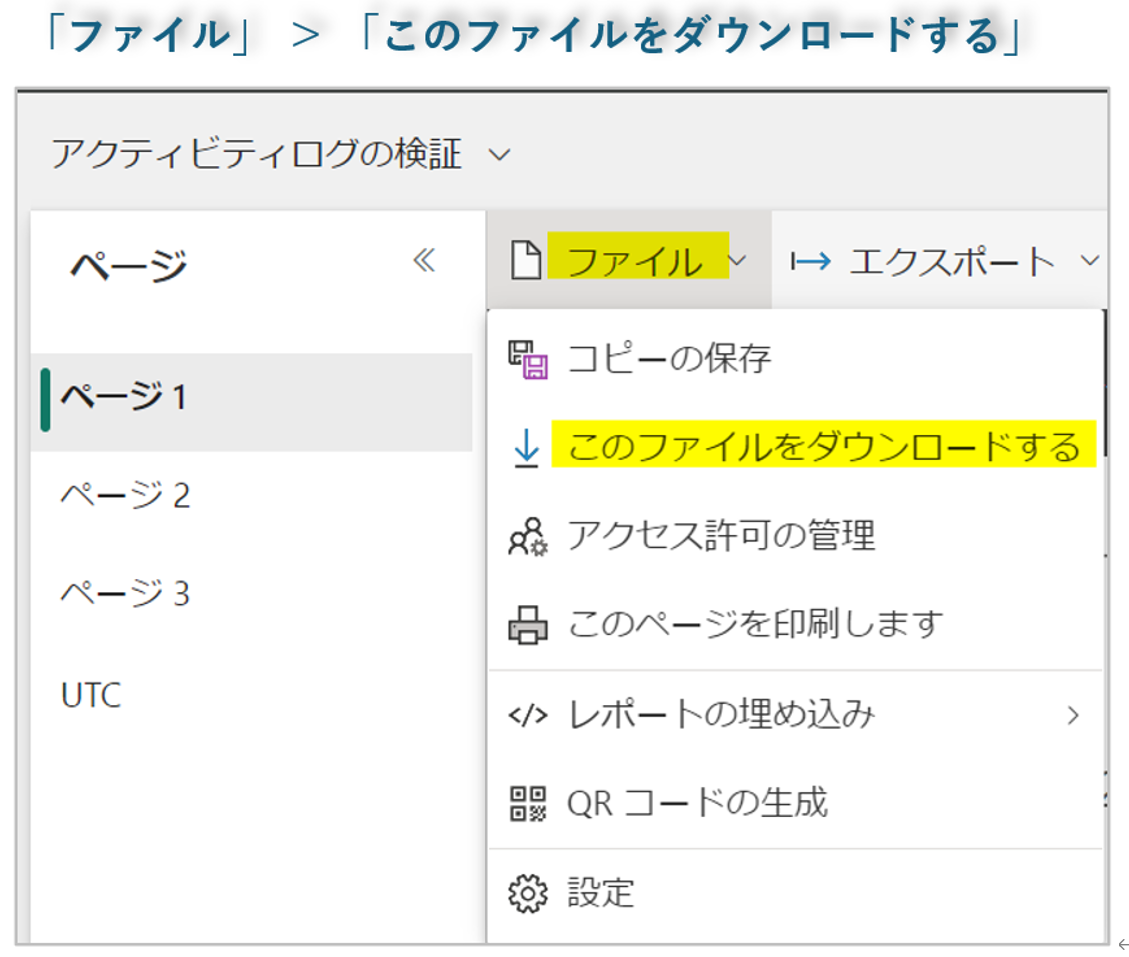 「ファイル」 > 「このファイルをダウンロードする」
アクティビティログの検証
ページ
ファイル
エクスポート
ページ 1
ページ 2
ページ 3
UTC
コピーの保存
このファイルをダウンロードする
アクセス許可の管理
このページを印刷します
レポートの埋め込み
QR コードの生成
設定